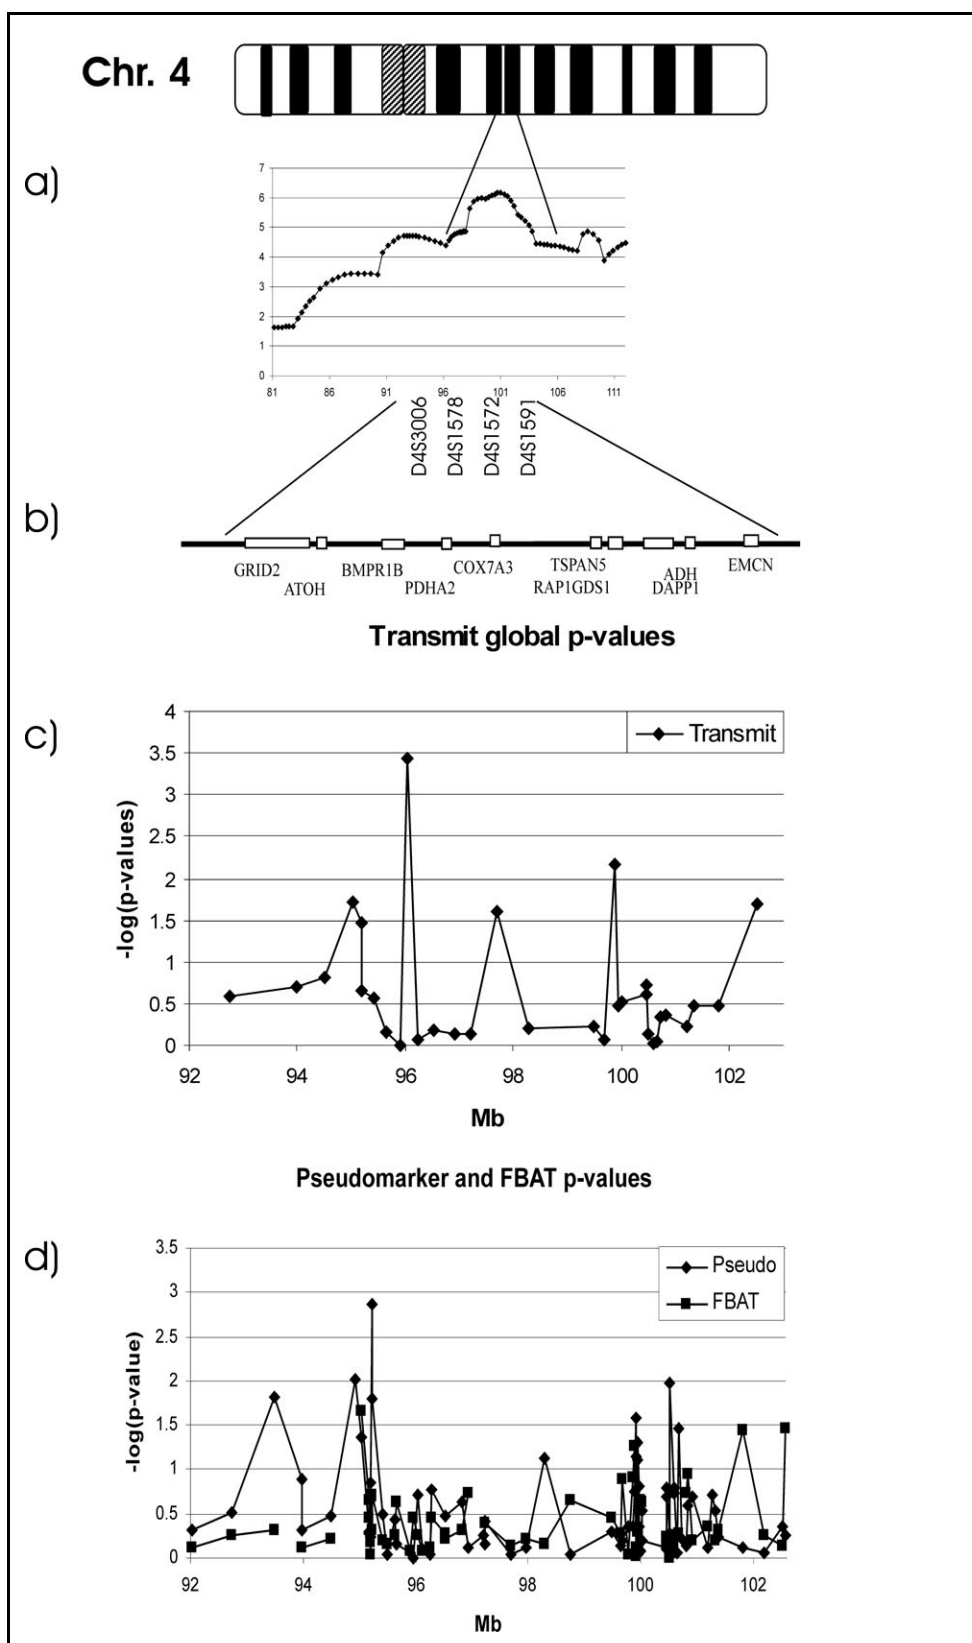 Chr. 4
a)
7
6
5
4
3
2
1
0
81 86 91 96 101 106 111
D4S3006
D4S1578
D4S1572
D4S1591
b)
GRID2
ATOH
BMPR1B
PDHA2
COX7A3
TSPAN5
RAP1GDS1
ADH
DAPP1
EMCN
Transmit global p-values
c)
Transmit
4
3.5
3
2.5
2
1.5
1
0.5
0
-log(p-values)
92 94 96 98 100 102
Mb
Pseudomarker and FBAT p-values
d)
Pseudo
FBAT
3.5
3
2.5
2
1.5
1
0.5
0
-log(p-value)
92 94 96 98 100 102
Mb